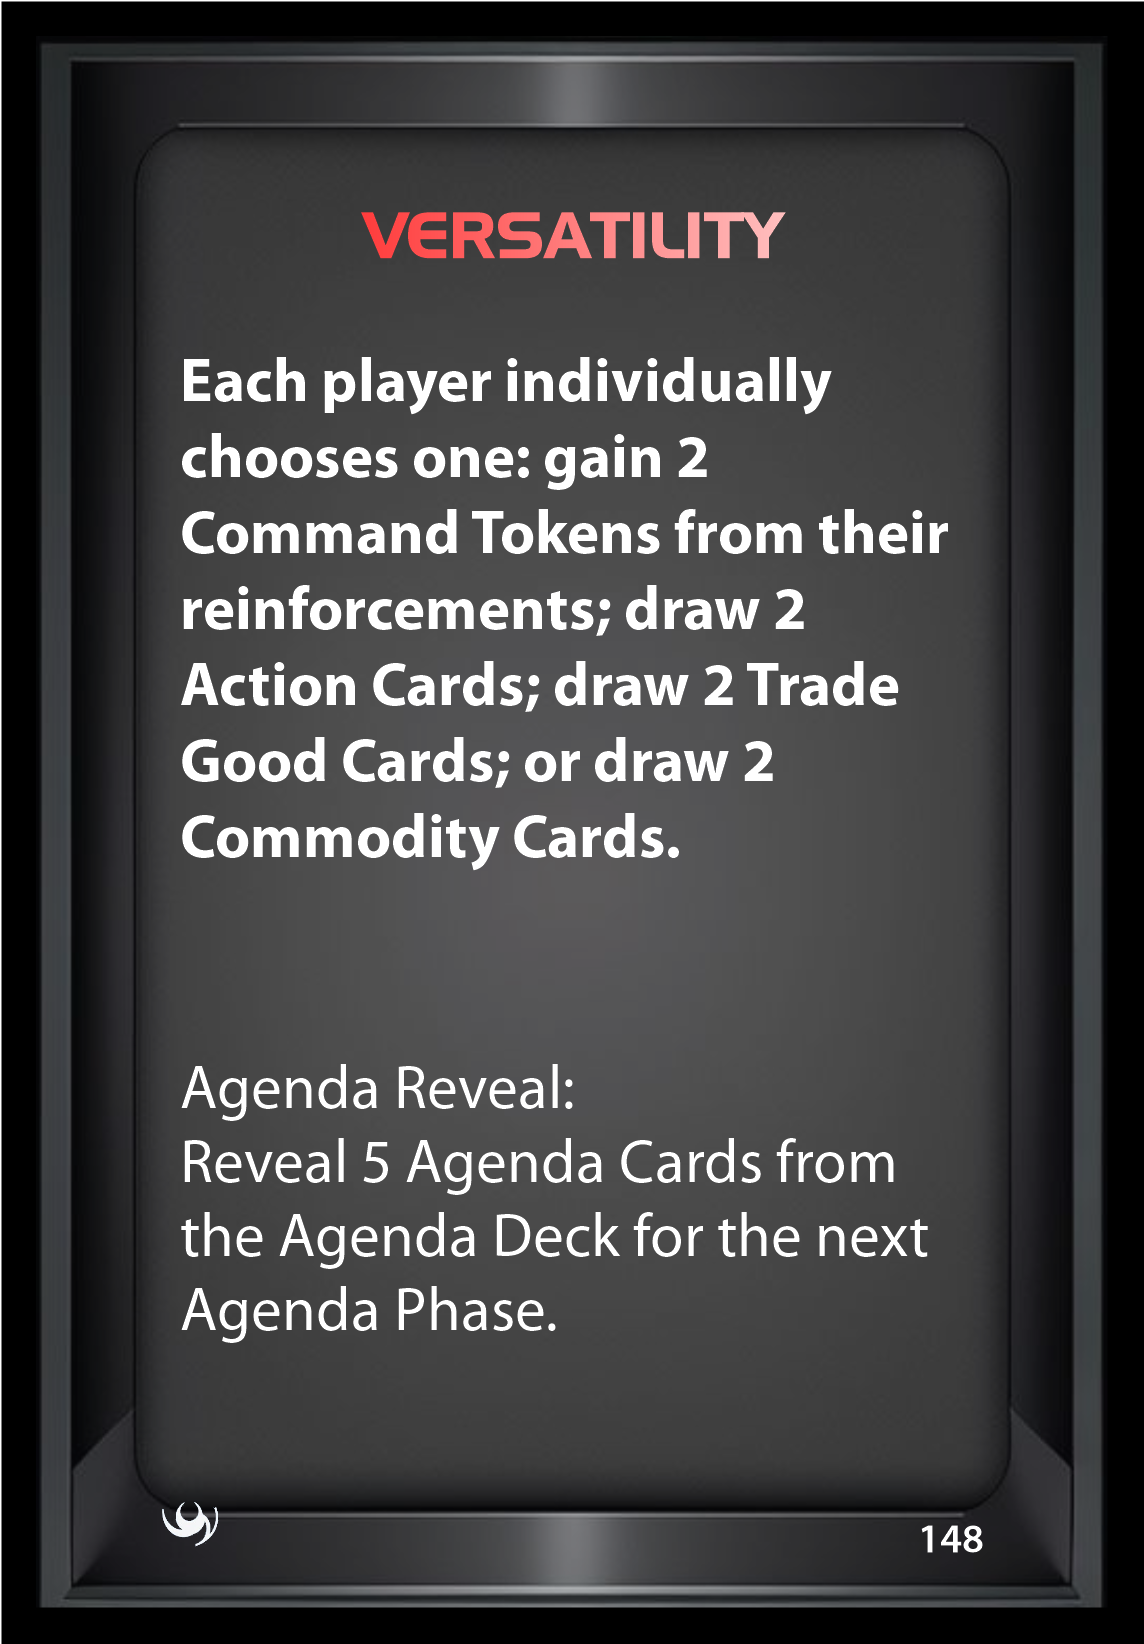 VERSATILITY
Each player individually
chooses one: gain 2
Command Tokens from their
reinforcements; draw 2
Action Cards; draw 2 Trade
Good Cards; or draw 2
Commodity Cards.
Agenda Reveal:
Reveal 5 Agenda Cards from
the Agenda Deck for the next
Agenda Phase.
148